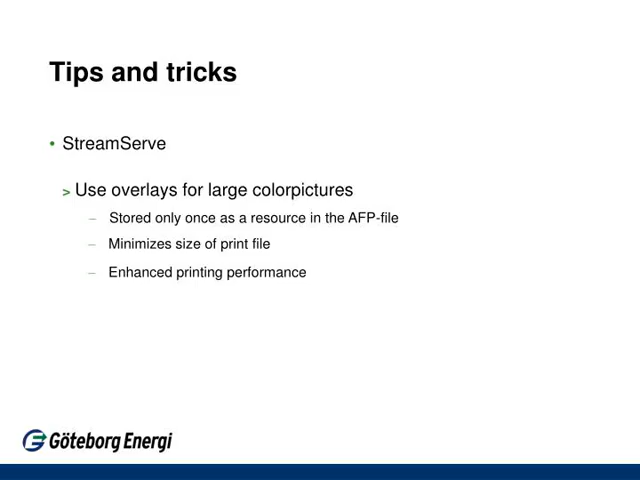 Tips and tricks
• StreamServe
> Use overlays for large colorpictures
– Stored only once as a resource in the AFP-file
– Minimizes size of print file
– Enhanced printing performance
Göteborg Energi